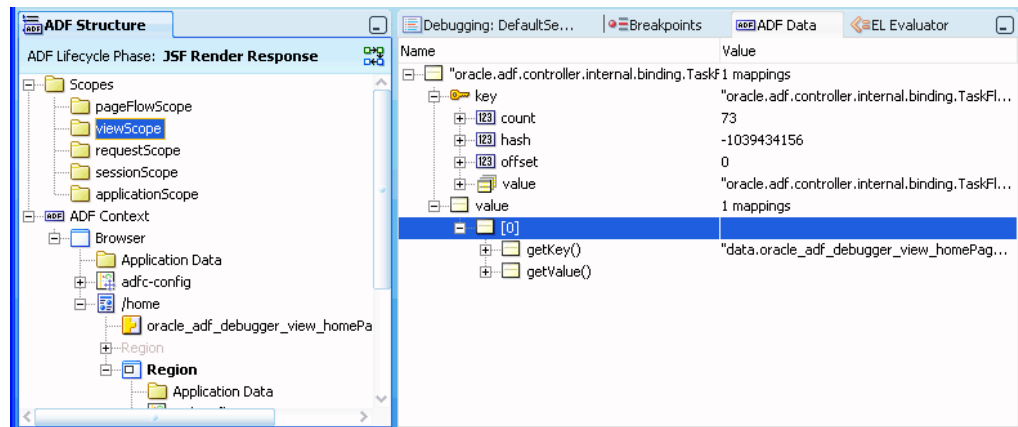 ADF Structure
ADF Lifecycle Phase: JSF Render Response
Scopes
pageFlowScope
viewScope
requestScope
sessionScope
applicationScope
ADF Context
Browser
Application Data
adfc-config
/home
oracle_adf_debugger_view_homePa
Region
Region
Application Data
Debugging: DefaultSe...
Breakpoints
ADF Data
EL Evaluator
Name Value
"oracle.adf.controller.internal.binding.TaskF 1 mappings
key "oracle.adf.controller.internal.binding.TaskFl...
count 73
hash -1039434156
offset 0
value "oracle.adf.controller.internal.binding.TaskFl...
value 1 mappings
[0]
getKey() "data.oracle_adf_debugger_view_homePag...
getValue()